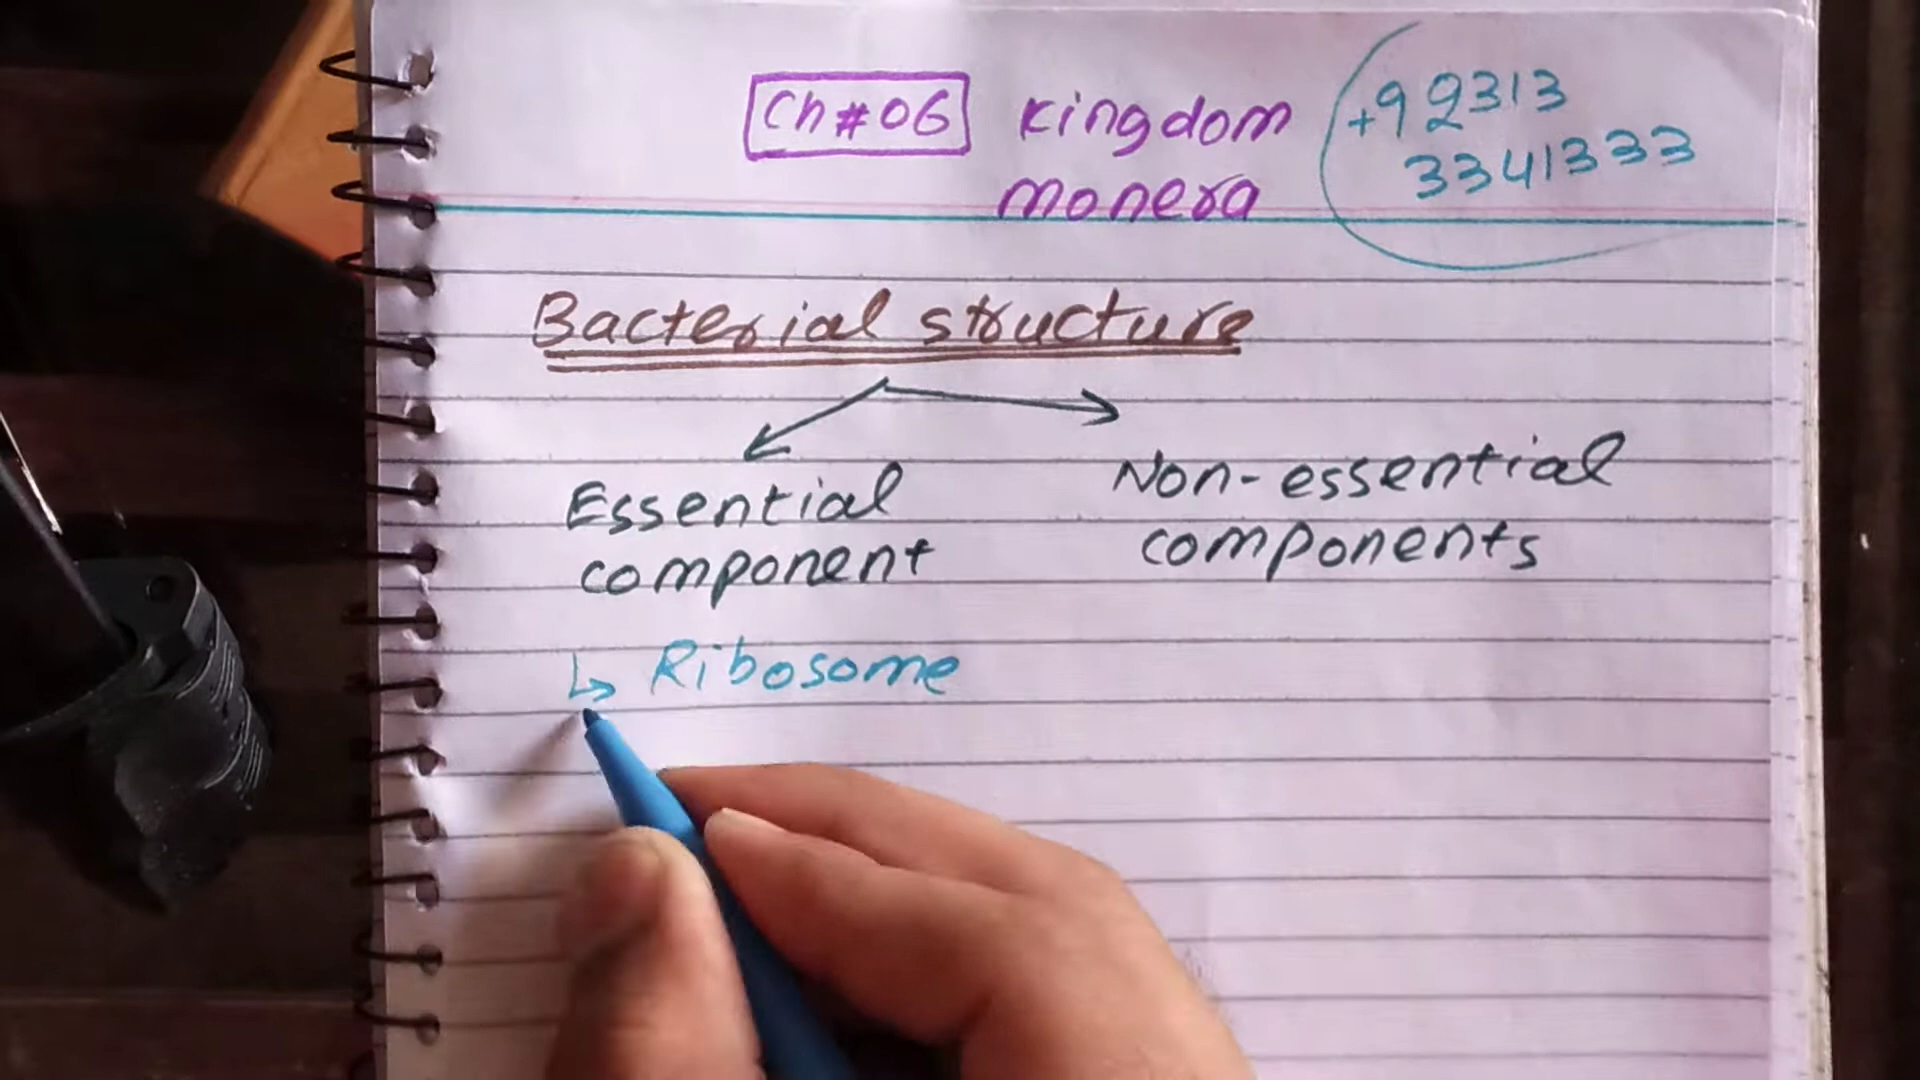 Ch#06 Kingdom
monera
+92313
3341333
Bacterial structure
Essential
component
Non-essential
components
↳ Ribosome